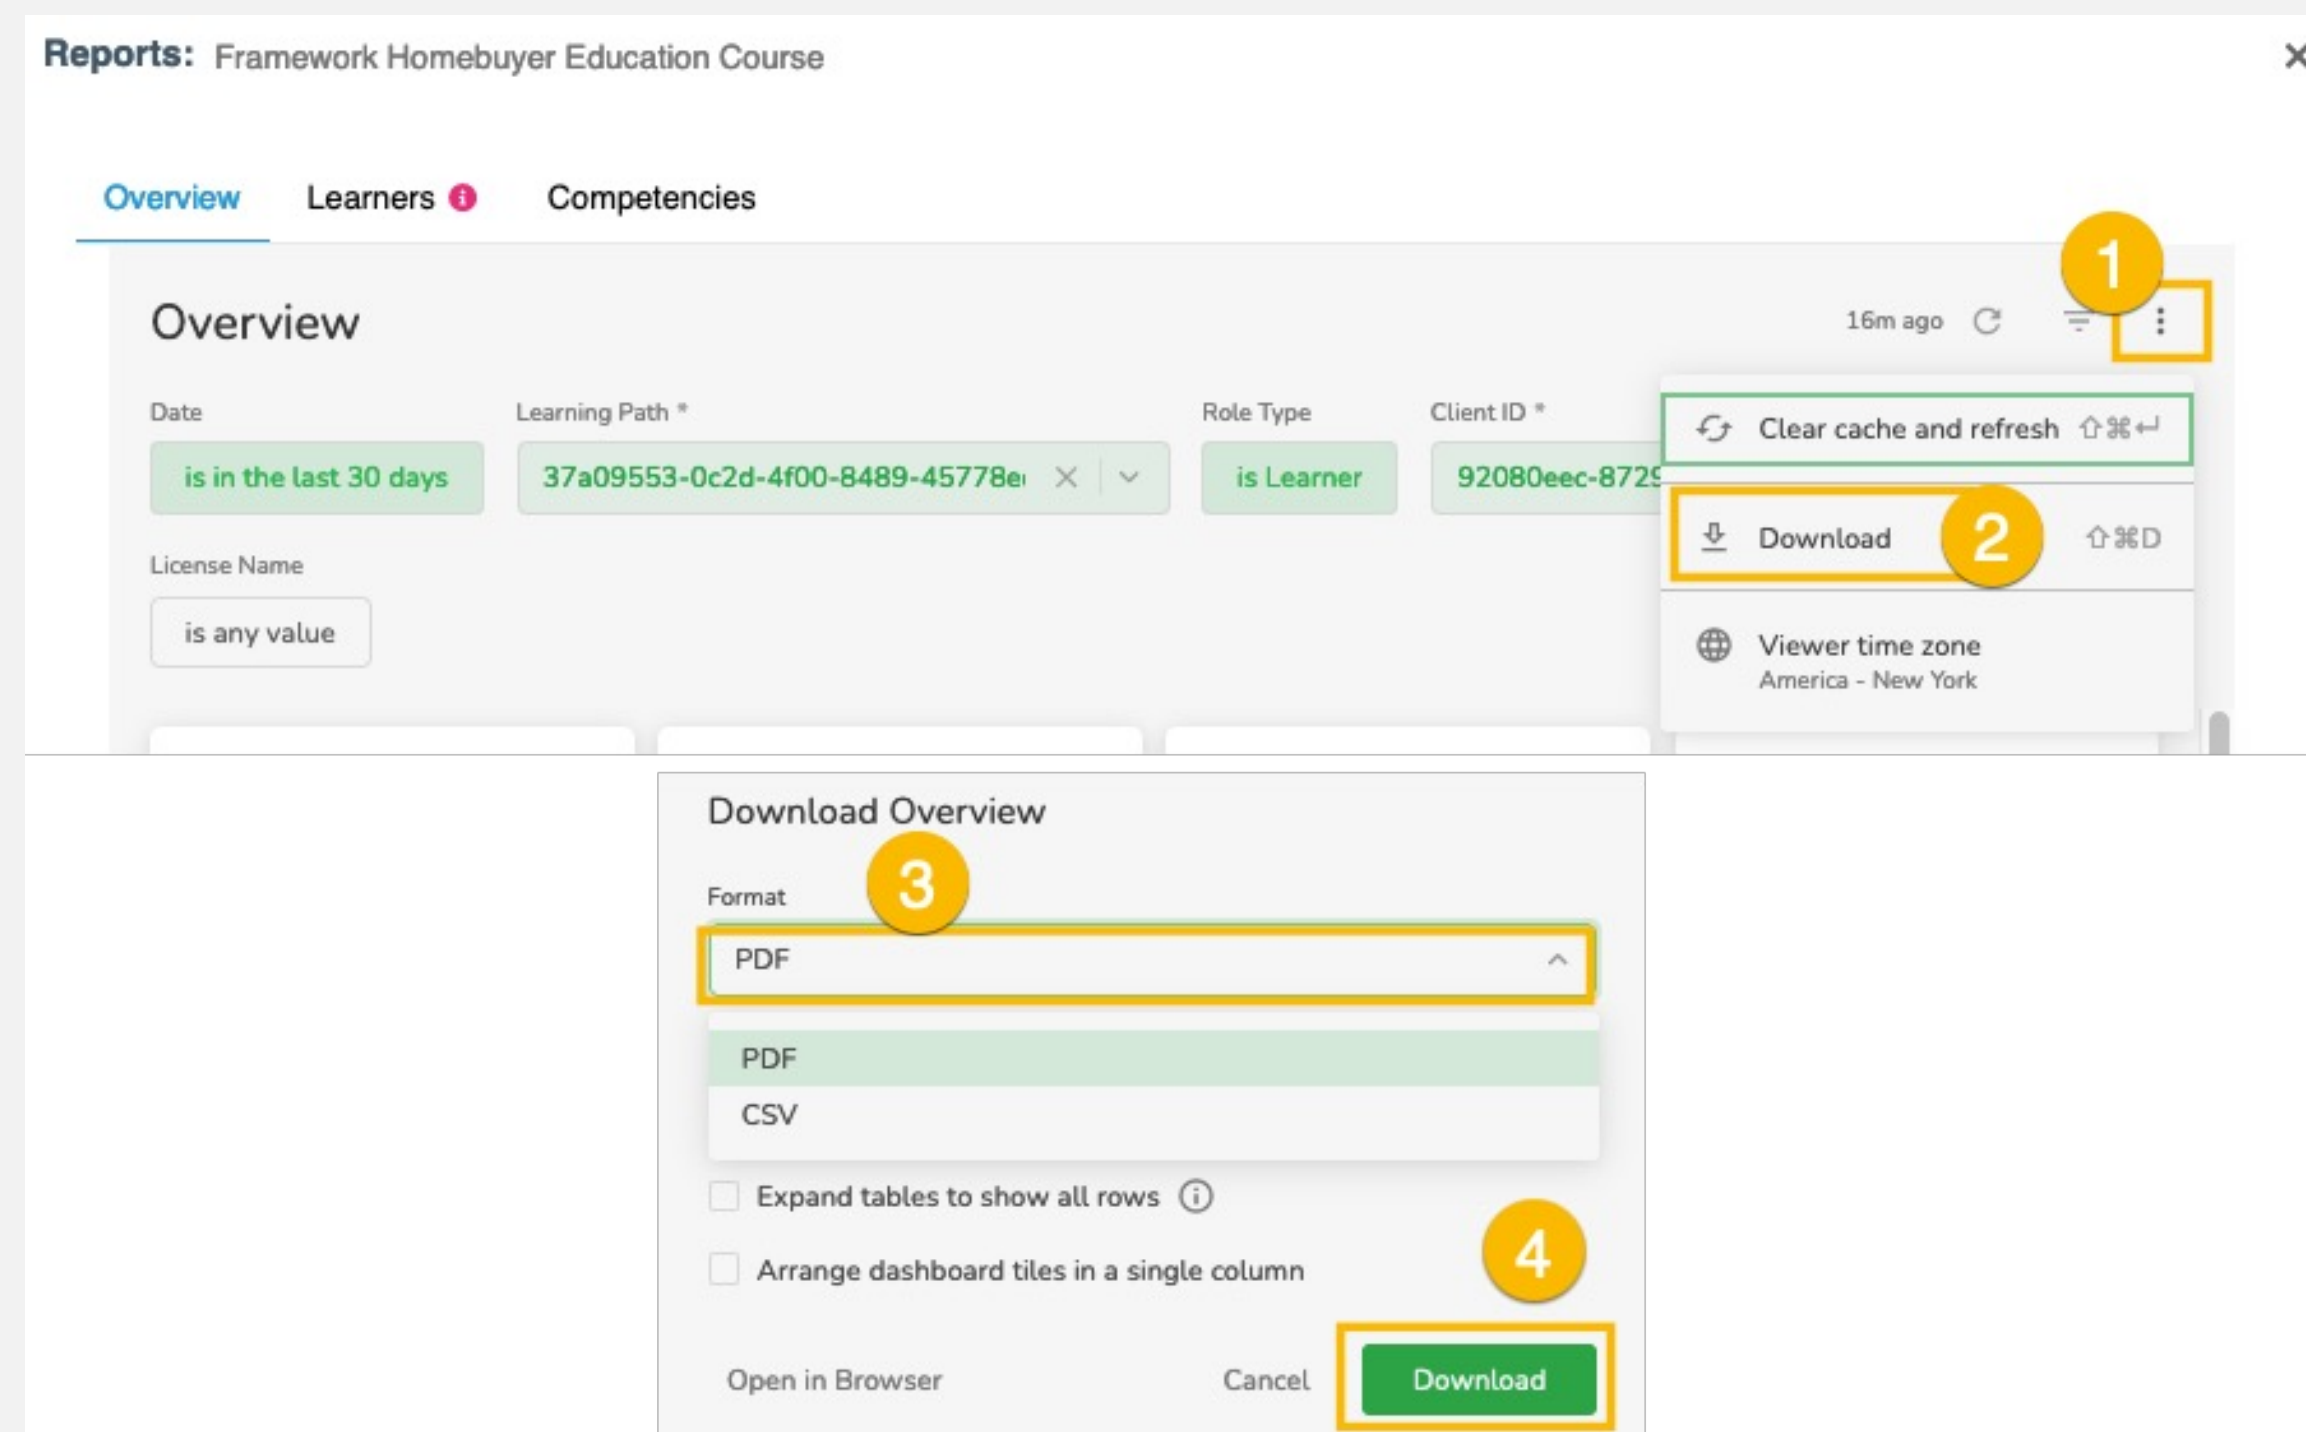 Reports: Framework Homebuyer Education Course
Overview Learners Competencies
1
Overview
16m ago
Date Learning Path * Role Type Client ID *
is in the last 30 days 37a09553-0c2d-4f00-8489-45778e is Learner 92080eec-8729
Clear cache and refresh ⇧⌘↵
Download 2 ⇧⌘D
License Name
is any value
Viewer time zone
America - New York
Download Overview
3
Format
PDF
PDF
CSV
Expand tables to show all rows
Arrange dashboard tiles in a single column
4
Open in Browser Cancel Download